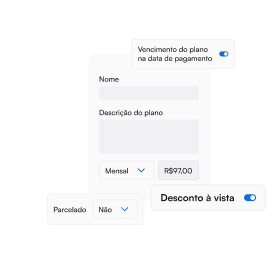 Vencimento do plano
na data de pagamento
Nome
Descrição do plano
Mensal
R$97,00
Desconto à vista
Parcelado
Não